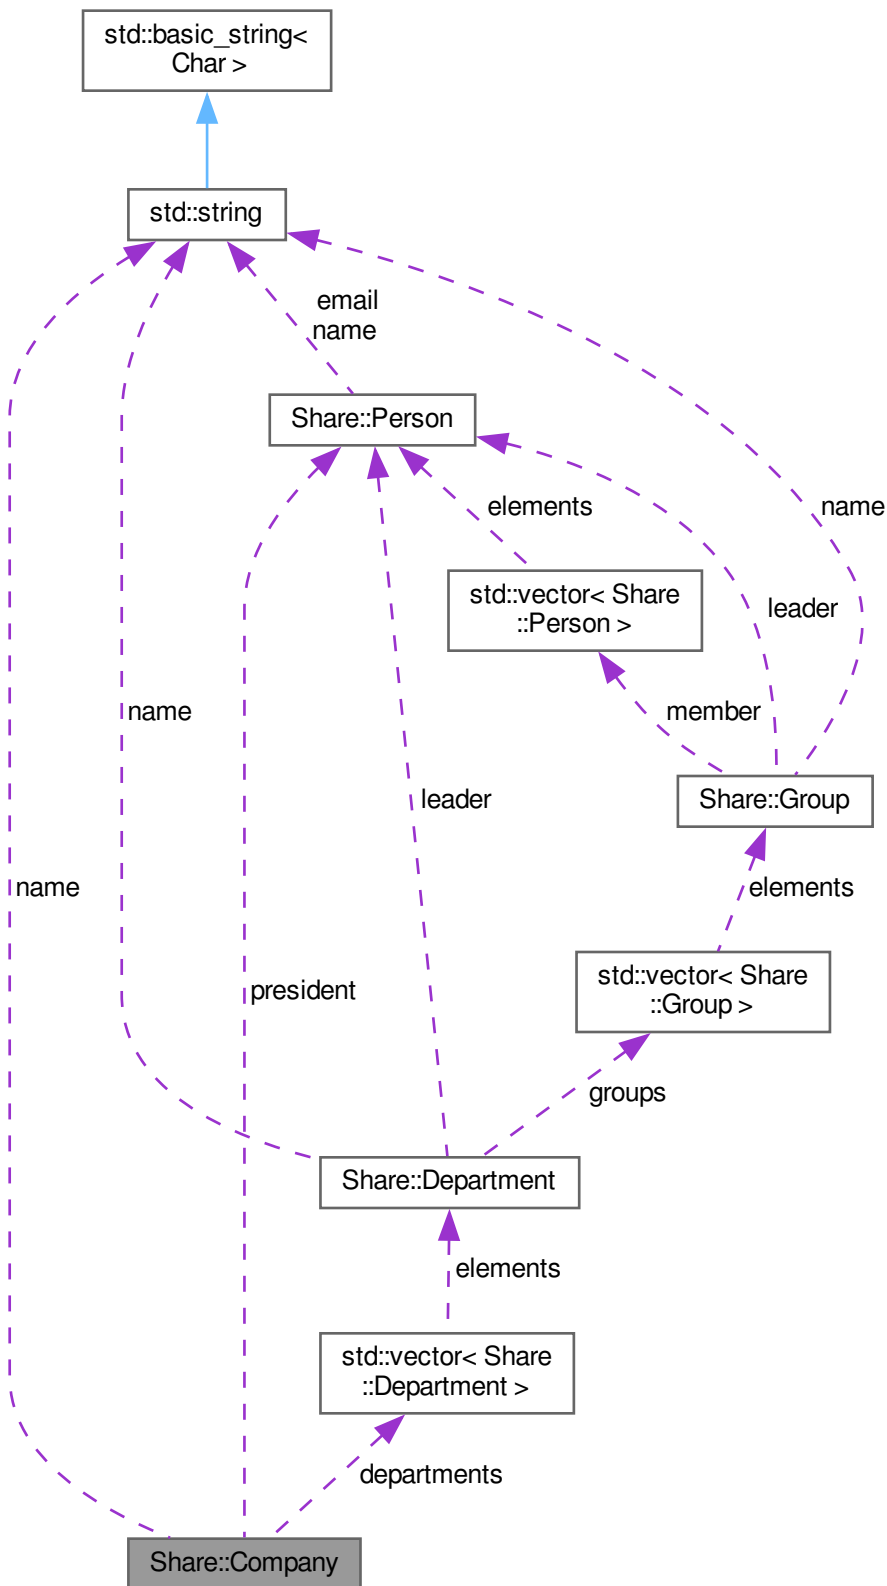 std::basic_string<
Char >
std::string
email
name
Share::Person
name
elements
std::vector< Share
::Person >
leader
name
member
leader
Share::Group
name
elements
std::vector< Share
::Group >
president
groups
Share::Department
elements
std::vector< Share
::Department >
departments
Share::Company